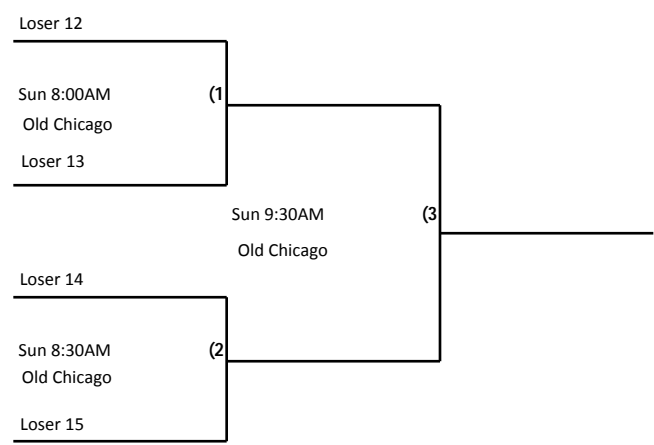 Loser 12
Sun 8:00AM (1
Old Chicago
Loser 13
Sun 9:30AM (3
Old Chicago
Loser 14
Sun 8:30AM (2
Old Chicago
Loser 15